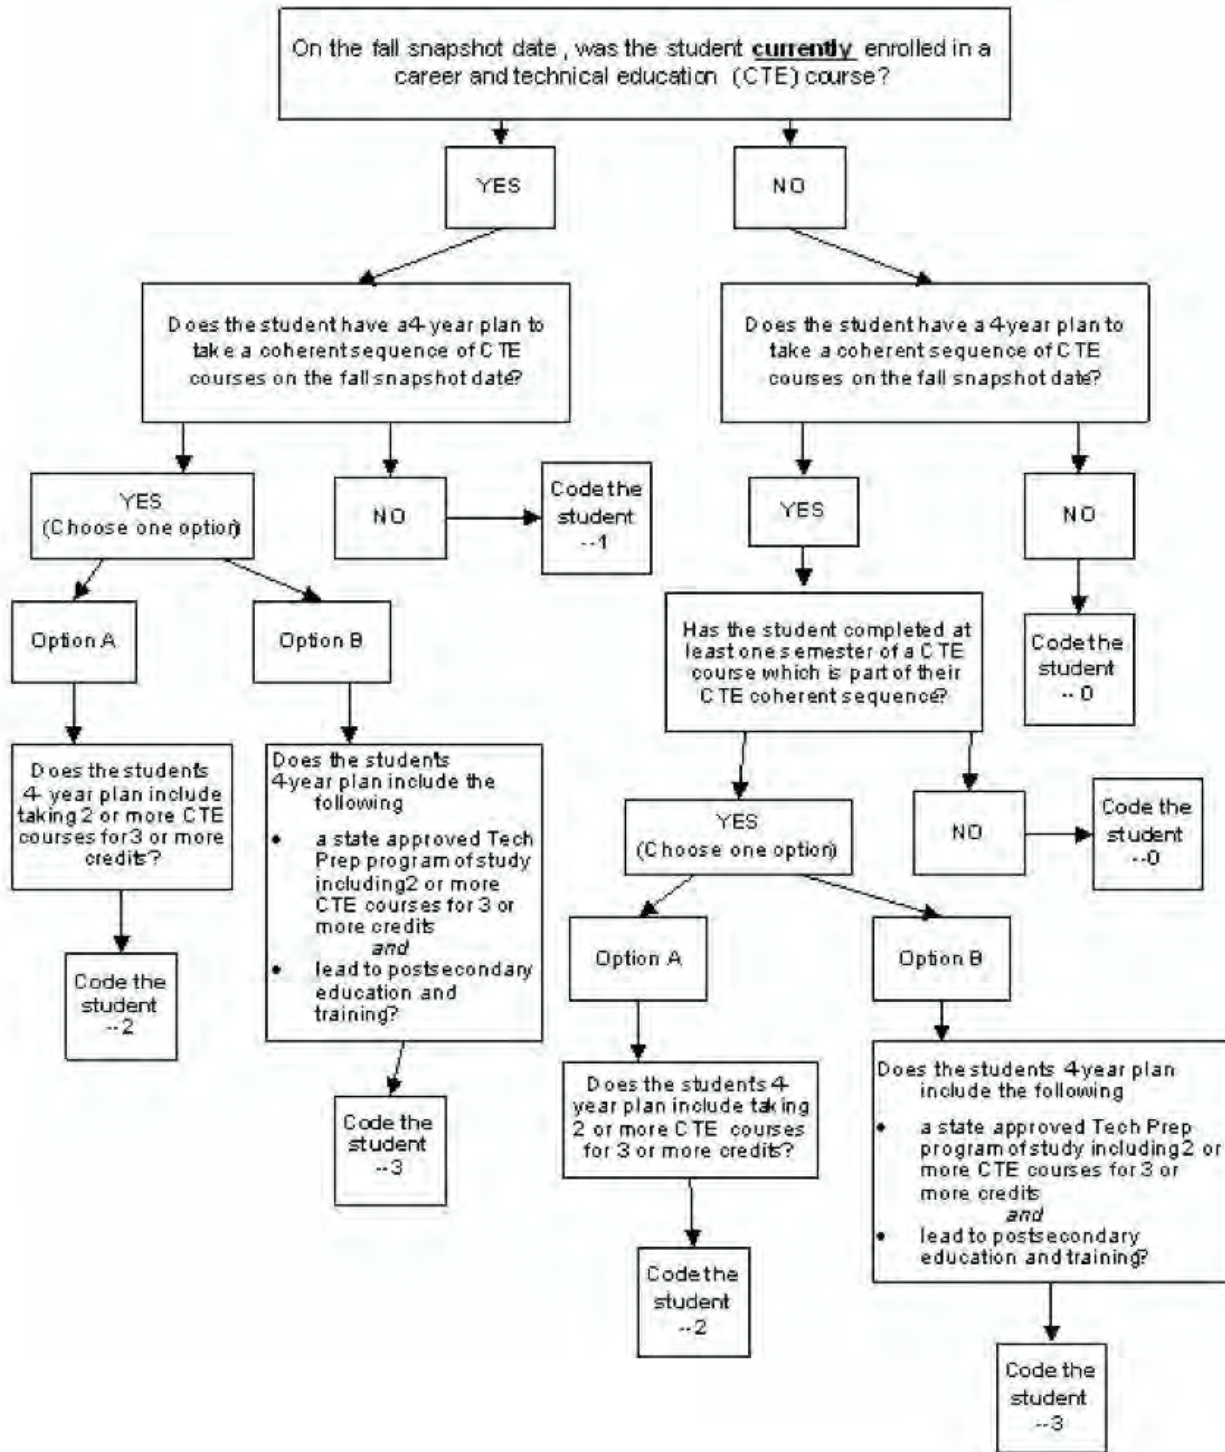 On the fall snapshot date , was the student currently enrolled in a
career and technical education (CTE) course?
YES
NO
Does the student have a 4-year plan to
take a coherent sequence of CTE
courses on the fall snapshot date?
Does the student have a 4-year plan to
take a coherent sequence of CTE
courses on the fall snapshot date?
YES
(Choose one option)
NO
Code the
student
--1
YES
NO
Option A
Option B
Has the student completed at
least one semester of a CTE
course which is part of their
CTE coherent sequence?
Code the
student
-- 0
Does the students
4- year plan include
taking 2 or more CTE
courses for 3 or more
credits?
Does the students
4-year plan include the
following
• a state approved Tech
Prep program of study
including 2 or more
CTE courses for 3 or
more credits
and
• lead to postsecondary
education and
training?
YES
(Choose one option)
NO
Code the
student
--0
Code the
student
--2
Option A
Option B
Code the
student
--3
Does the students 4-
year plan include taking
2 or more CTE courses
for 3 or more credits?
Does the students 4-year plan
include the following
• a state approved Tech Prep
program of study including 2 or
more CTE courses for 3 or
more credits
and
• lead to postsecondary
education and training?
Code the
student
--2
Code the
student
--3